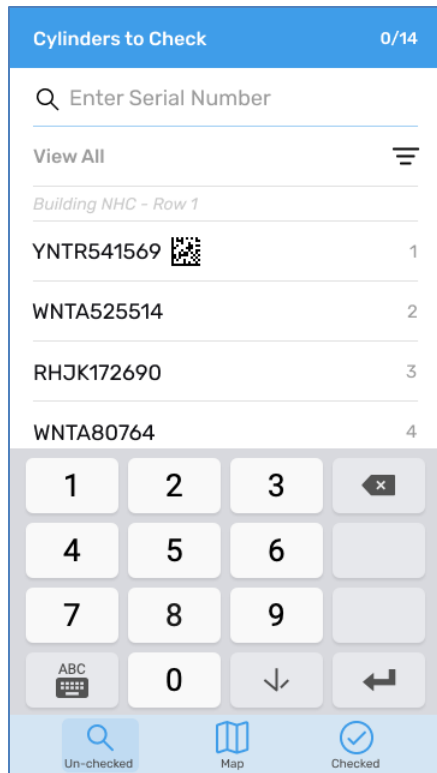 Cylinders to Check 0/14
Enter Serial Number
View All
Building NHC - Row 1
YNTR541569 1
WNTA525514 2
RHJK172690 3
WNTA80764 4
1 2 3
4 5 6
7 8 9
ABC 0
Un-checked Map Checked